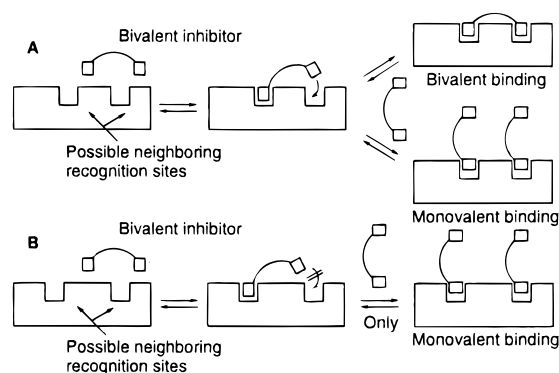 A
Bivalent inhibitor
Possible neighboring
recognition sites
Bivalent binding
Monovalent binding
B
Bivalent inhibitor
Possible neighboring
recognition sites
Only
Monovalent binding